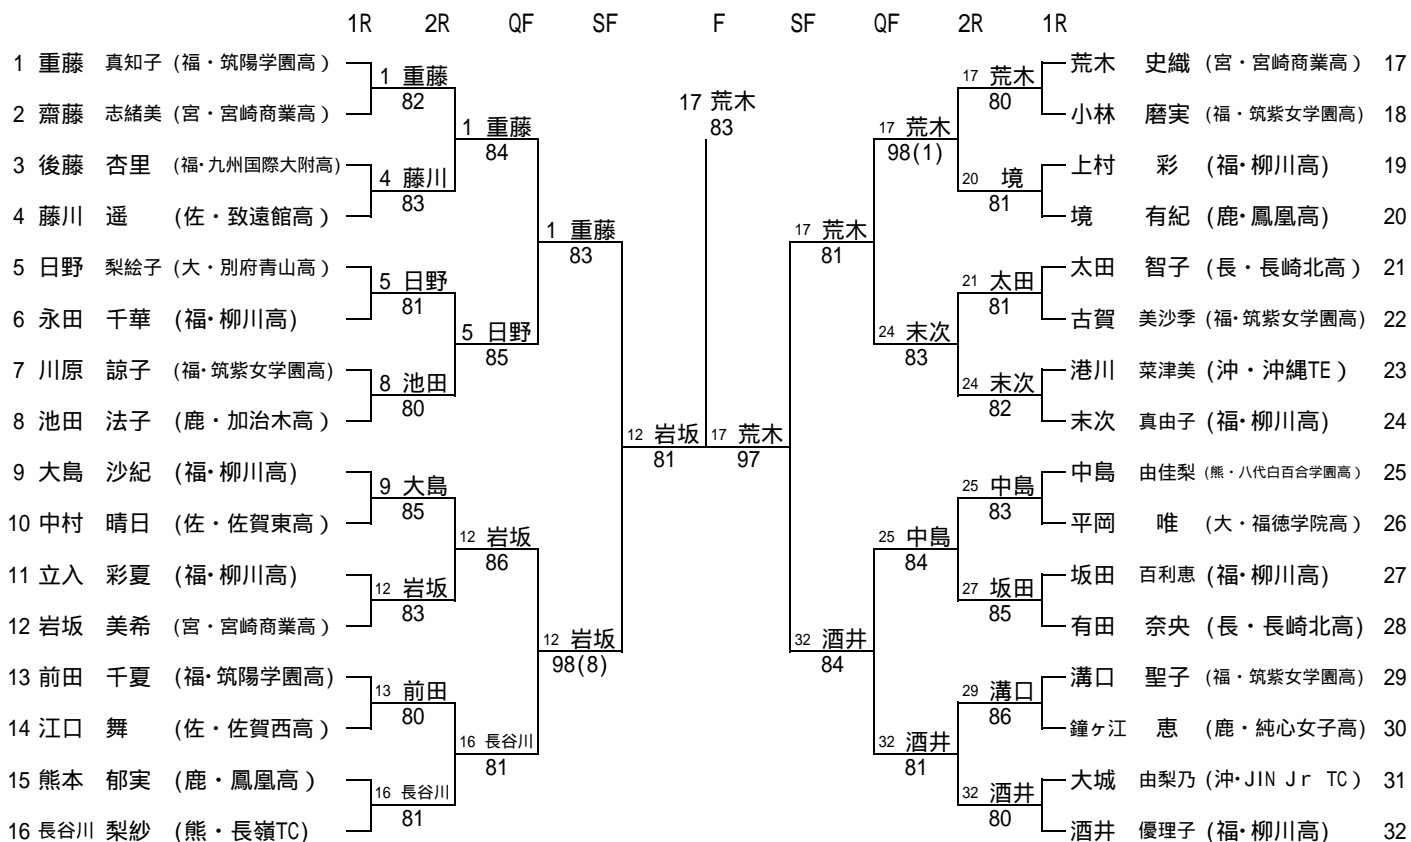 1R 2R QF SF F SF QF 2R 1R
1 重藤 真知子 (福・筑陽学園高)
2 齋藤 志緒美 (宮・宮崎商業高)
3 後藤 杏里 (福・九州国際大附高)
4 藤川 遥 (佐・致遠館高)
5 日野 梨絵子 (大・別府青山高)
6 永田 千華 (福・柳川高)
7 川原 諒子 (福・筑紫女学園高)
8 池田 法子 (鹿・加治木高)
9 大島 沙紀 (福・柳川高)
10 中村 晴日 (佐・佐賀東高)
11 立入 彩夏 (福・柳川高)
12 岩坂 美希 (宮・宮崎商業高)
13 前田 千夏 (福・筑陽学園高)
14 江口 舞 (佐・佐賀西高)
15 熊本 郁実 (鹿・鳳凰高)
16 長谷川 梨紗 (熊・長嶺TC)
1 重藤
82
4 藤川
83
5 日野
81
8 池田
80
9 大島
85
12 岩坂
83
13 前田
80
16 長谷川
81
1 重藤
84
5 日野
85
12 岩坂
86
16 長谷川
81
1 重藤
83
12 岩坂
98(8)
12 岩坂
81
17 荒木
83
17 荒木
97
17 荒木
81
32 酒井
84
17 荒木
98(1)
24 末次
83
25 中島
84
32 酒井
81
17 荒木
80
20 境
81
21 太田
81
24 末次
82
25 中島
83
27 坂田
85
29 溝口
86
32 酒井
80
荒木 史織 (宮・宮崎商業高) 17
小林 磨実 (福・筑紫女学園高) 18
上村 彩 (福・柳川高) 19
境 有紀 (鹿・鳳凰高) 20
太田 智子 (長・長崎北高) 21
古賀 美沙季 (福・筑紫女学園高) 22
港川 菜津美 (沖・沖縄TE) 23
末次 真由子 (福・柳川高) 24
中島 由佳梨 (熊・八代白百合学園高) 25
平岡 唯 (大・福徳学院高) 26
坂田 百利恵 (福・柳川高) 27
有田 奈央 (長・長崎北高) 28
溝口 聖子 (福・筑紫女学園高) 29
鐘ヶ江 恵 (鹿・純心女子高) 30
大城 由梨乃 (沖・JIN Jr TC) 31
酒井 優理子 (福・柳川高) 32